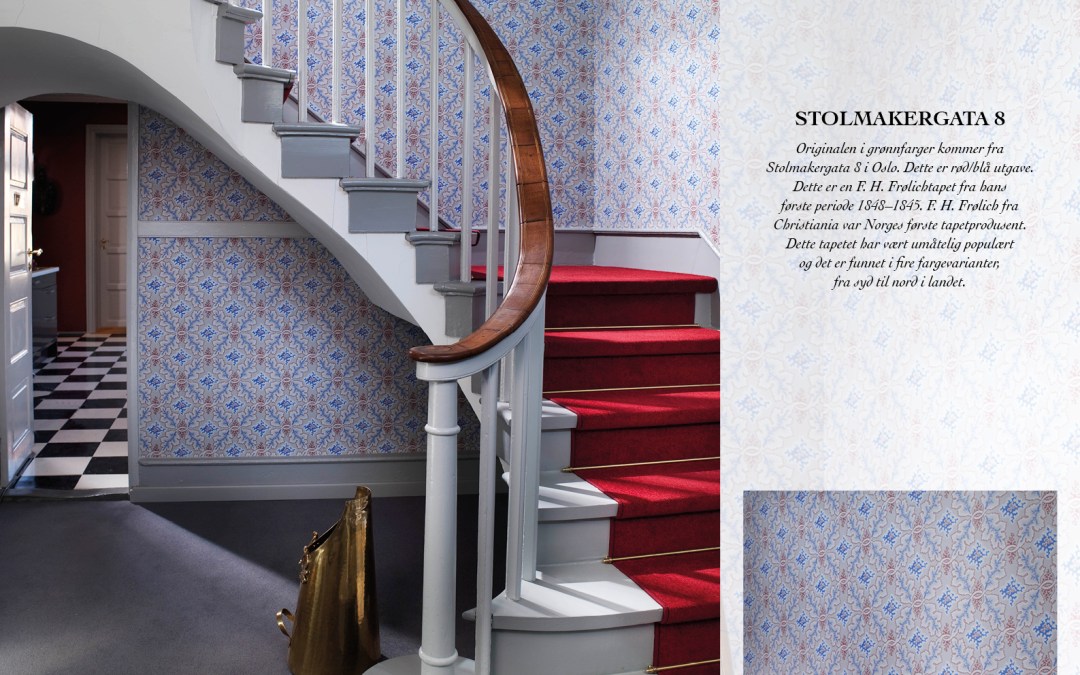 STOLMAKERGATA 8
Originalen i grønnfarger kommer fra
Stolmakergata 8 i Oslo. Dette er rød/blå utgave.
Dette er en F. H. Frølichtapet fra hans
første periode 1848–1845. F. H. Frølich fra
Christiania var Norges første tapetprodusent.
Dette tapetet har vært umåtelig populært
og det er funnet i fire fargevarianter,
fra syd til nord i landet.